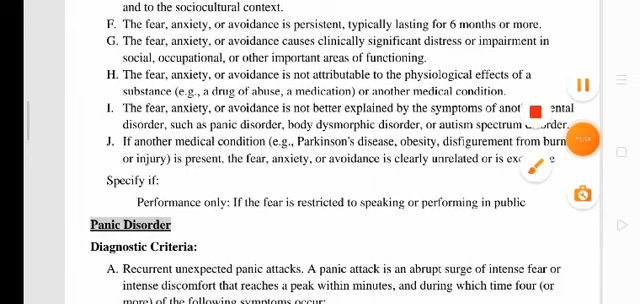 and to the sociocultural context.
F. The fear, anxiety, or avoidance is persistent, typically lasting for 6 months or more.
G. The fear, anxiety, or avoidance causes clinically significant distress or impairment in
social, occupational, or other important areas of functioning.
H. The fear, anxiety, or avoidance is not attributable to the physiological effects of a
substance (e.g., a drug of abuse, a medication) or another medical condition.
I. The fear, anxiety, or avoidance is not better explained by the symptoms of
disorder, such as panic disorder, body dysmorphic disorder, or autism spectrum
J. If another medical condition (e.g., Parkinson's disease, obesity, disfigurement from burn
or injury) is present, the fear, anxiety, or avoidance is clearly unrelated or is
Specify if:
Performance only: If the fear is restricted to speaking or performing in public
Panic Disorder
Diagnostic Criteria:
A. Recurrent unexpected panic attacks. A panic attack is an abrupt surge of intense fear or
intense discomfort that reaches a peak within minutes, and during which time four (or
more) of the following symptoms occur: